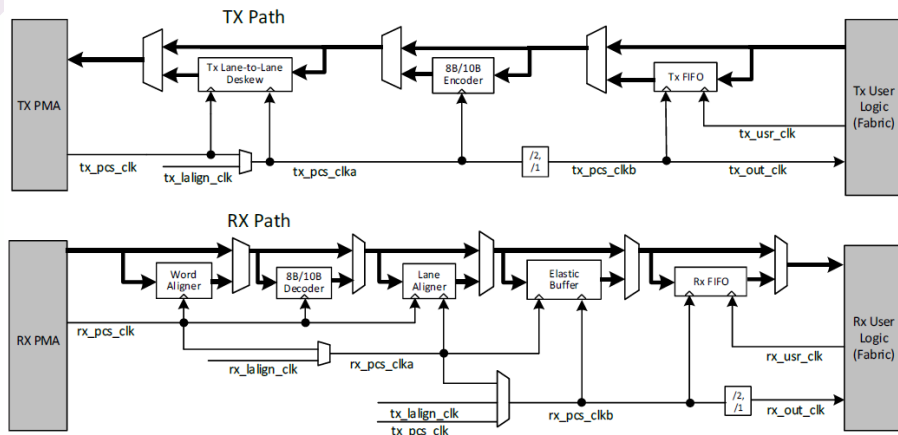 TX Path
TX PMA
Tx Lane-to-Lane
Deskew
8B/10B
Encoder
Tx FIFO
Tx User
Logic
(Fabric)
tx_usr_clk
tx_pcs_clk
tx_lalign_clk
tx_pcs_clka
/2,
/1
tx_pcs_clkb
tx_out_clk
RX Path
RX PMA
Word
Aligner
8B/10B
Decoder
Lane
Aligner
Elastic
Buffer
Rx FIFO
Rx User
Logic
(Fabric)
rx_pcs_clk
rx_usr_clk
rx_lalign_clk
rx_pcs_clka
tx_lalign_clk
tx_pcs_clk
rx_pcs_clkb
/2,
/1
rx_out_clk